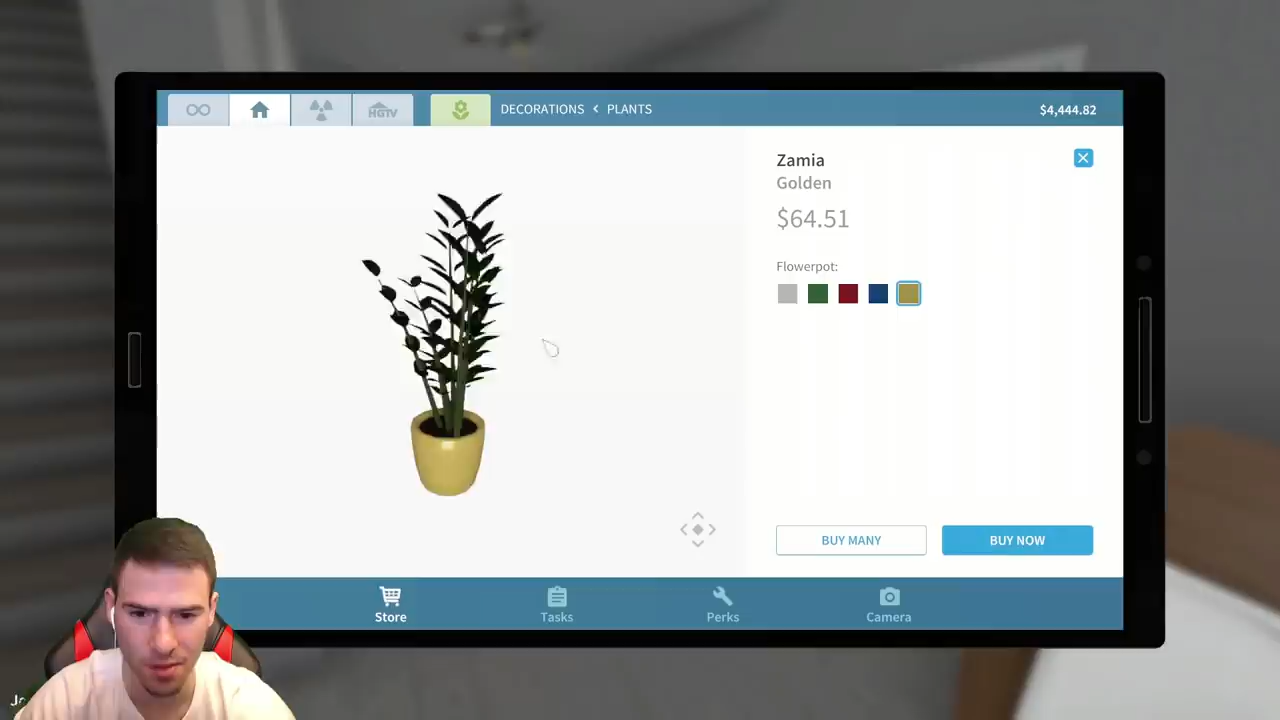 HGTV
DECORATIONS < PLANTS
$4,444.82
Zamia
Golden
$64.51
Flowerpot:
BUY MANY
BUY NOW
Store
Tasks
Perks
Camera